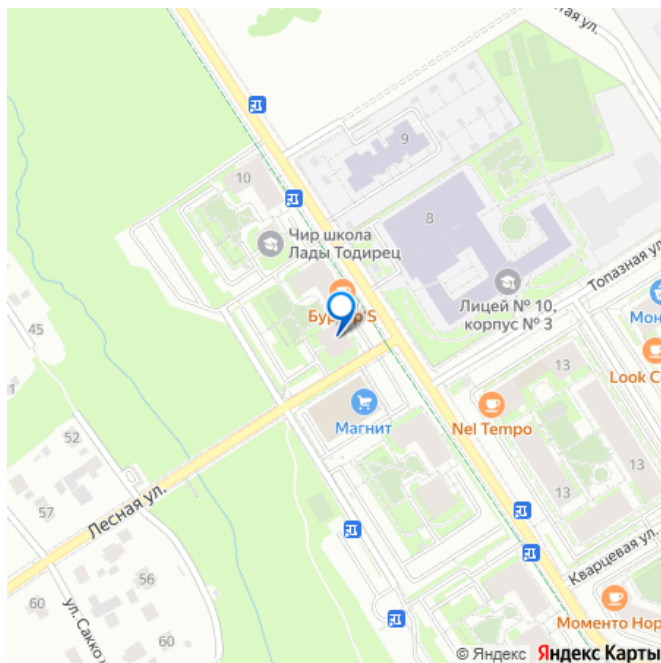 9
10
8
Чир школа
Лады Тодирец
Топазная ул.
Лицей № 10,
корпус № 3
45
13
Look C
Магнит
Nel Tempo
52
13
13
57
Лесная ул.
56
Кварцевая ул.
60
60
Моменто Нор
ул. Сакко
© Яндекс Яндекс Карты